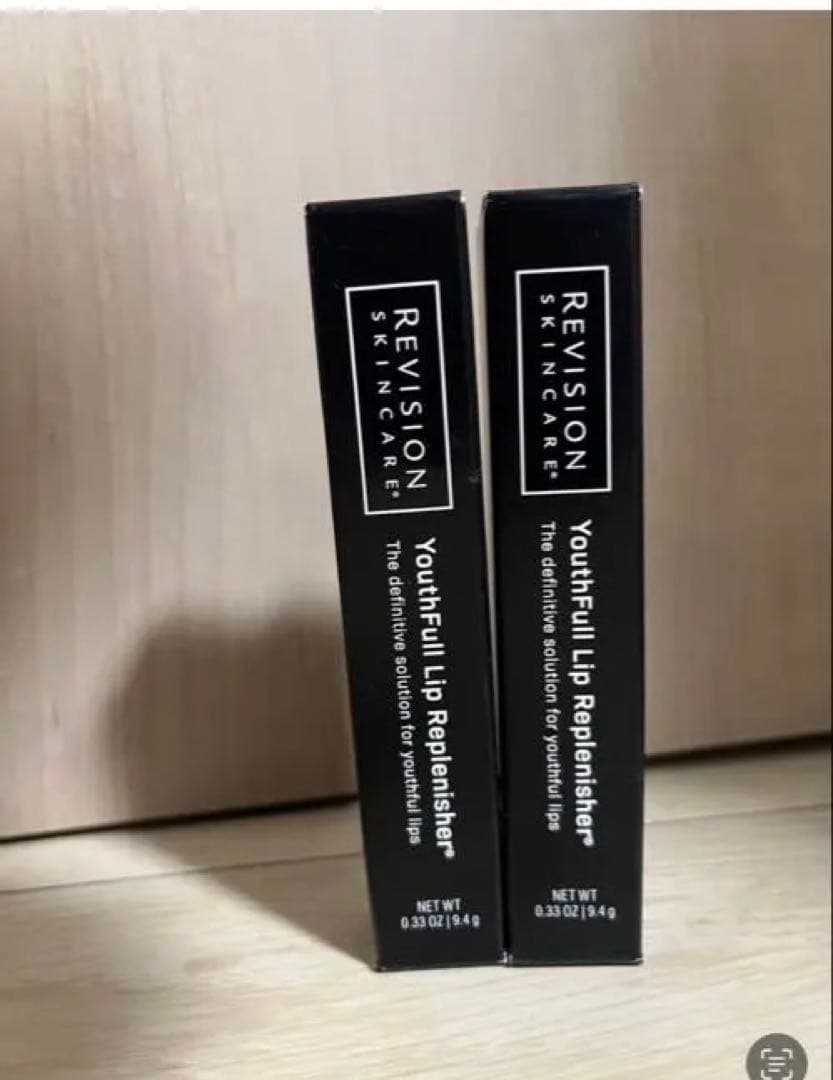 REVISION
SKINCARE®
YouthFull Lip Replenisher®
The definitive solution for youthful lips
NET WT
0.33 OZ | 9.4 g
REVISION
SKINCARE®
YouthFull Lip Replenisher®
The definitive solution for youthful lips
NET WT
0.33 OZ | 9.4 g